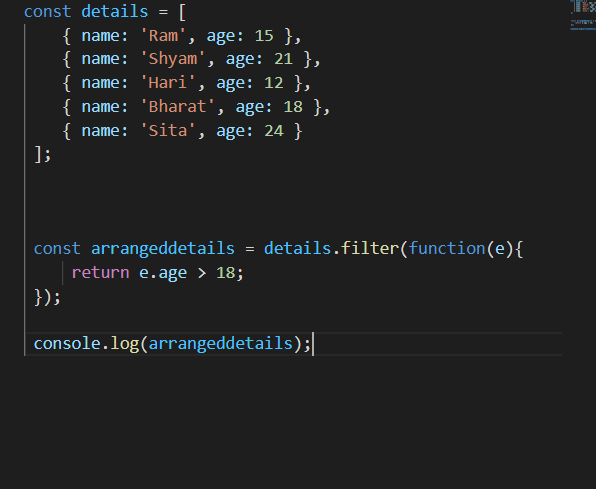 const details = [
{ name: 'Ram', age: 15 },
{ name: 'Shyam', age: 21 },
{ name: 'Hari', age: 12 },
{ name: 'Bharat', age: 18 },
{ name: 'Sita', age: 24 }
];
const arrangeddetails = details.filter(function(e){
return e.age > 18;
});
console.log(arrangeddetails);